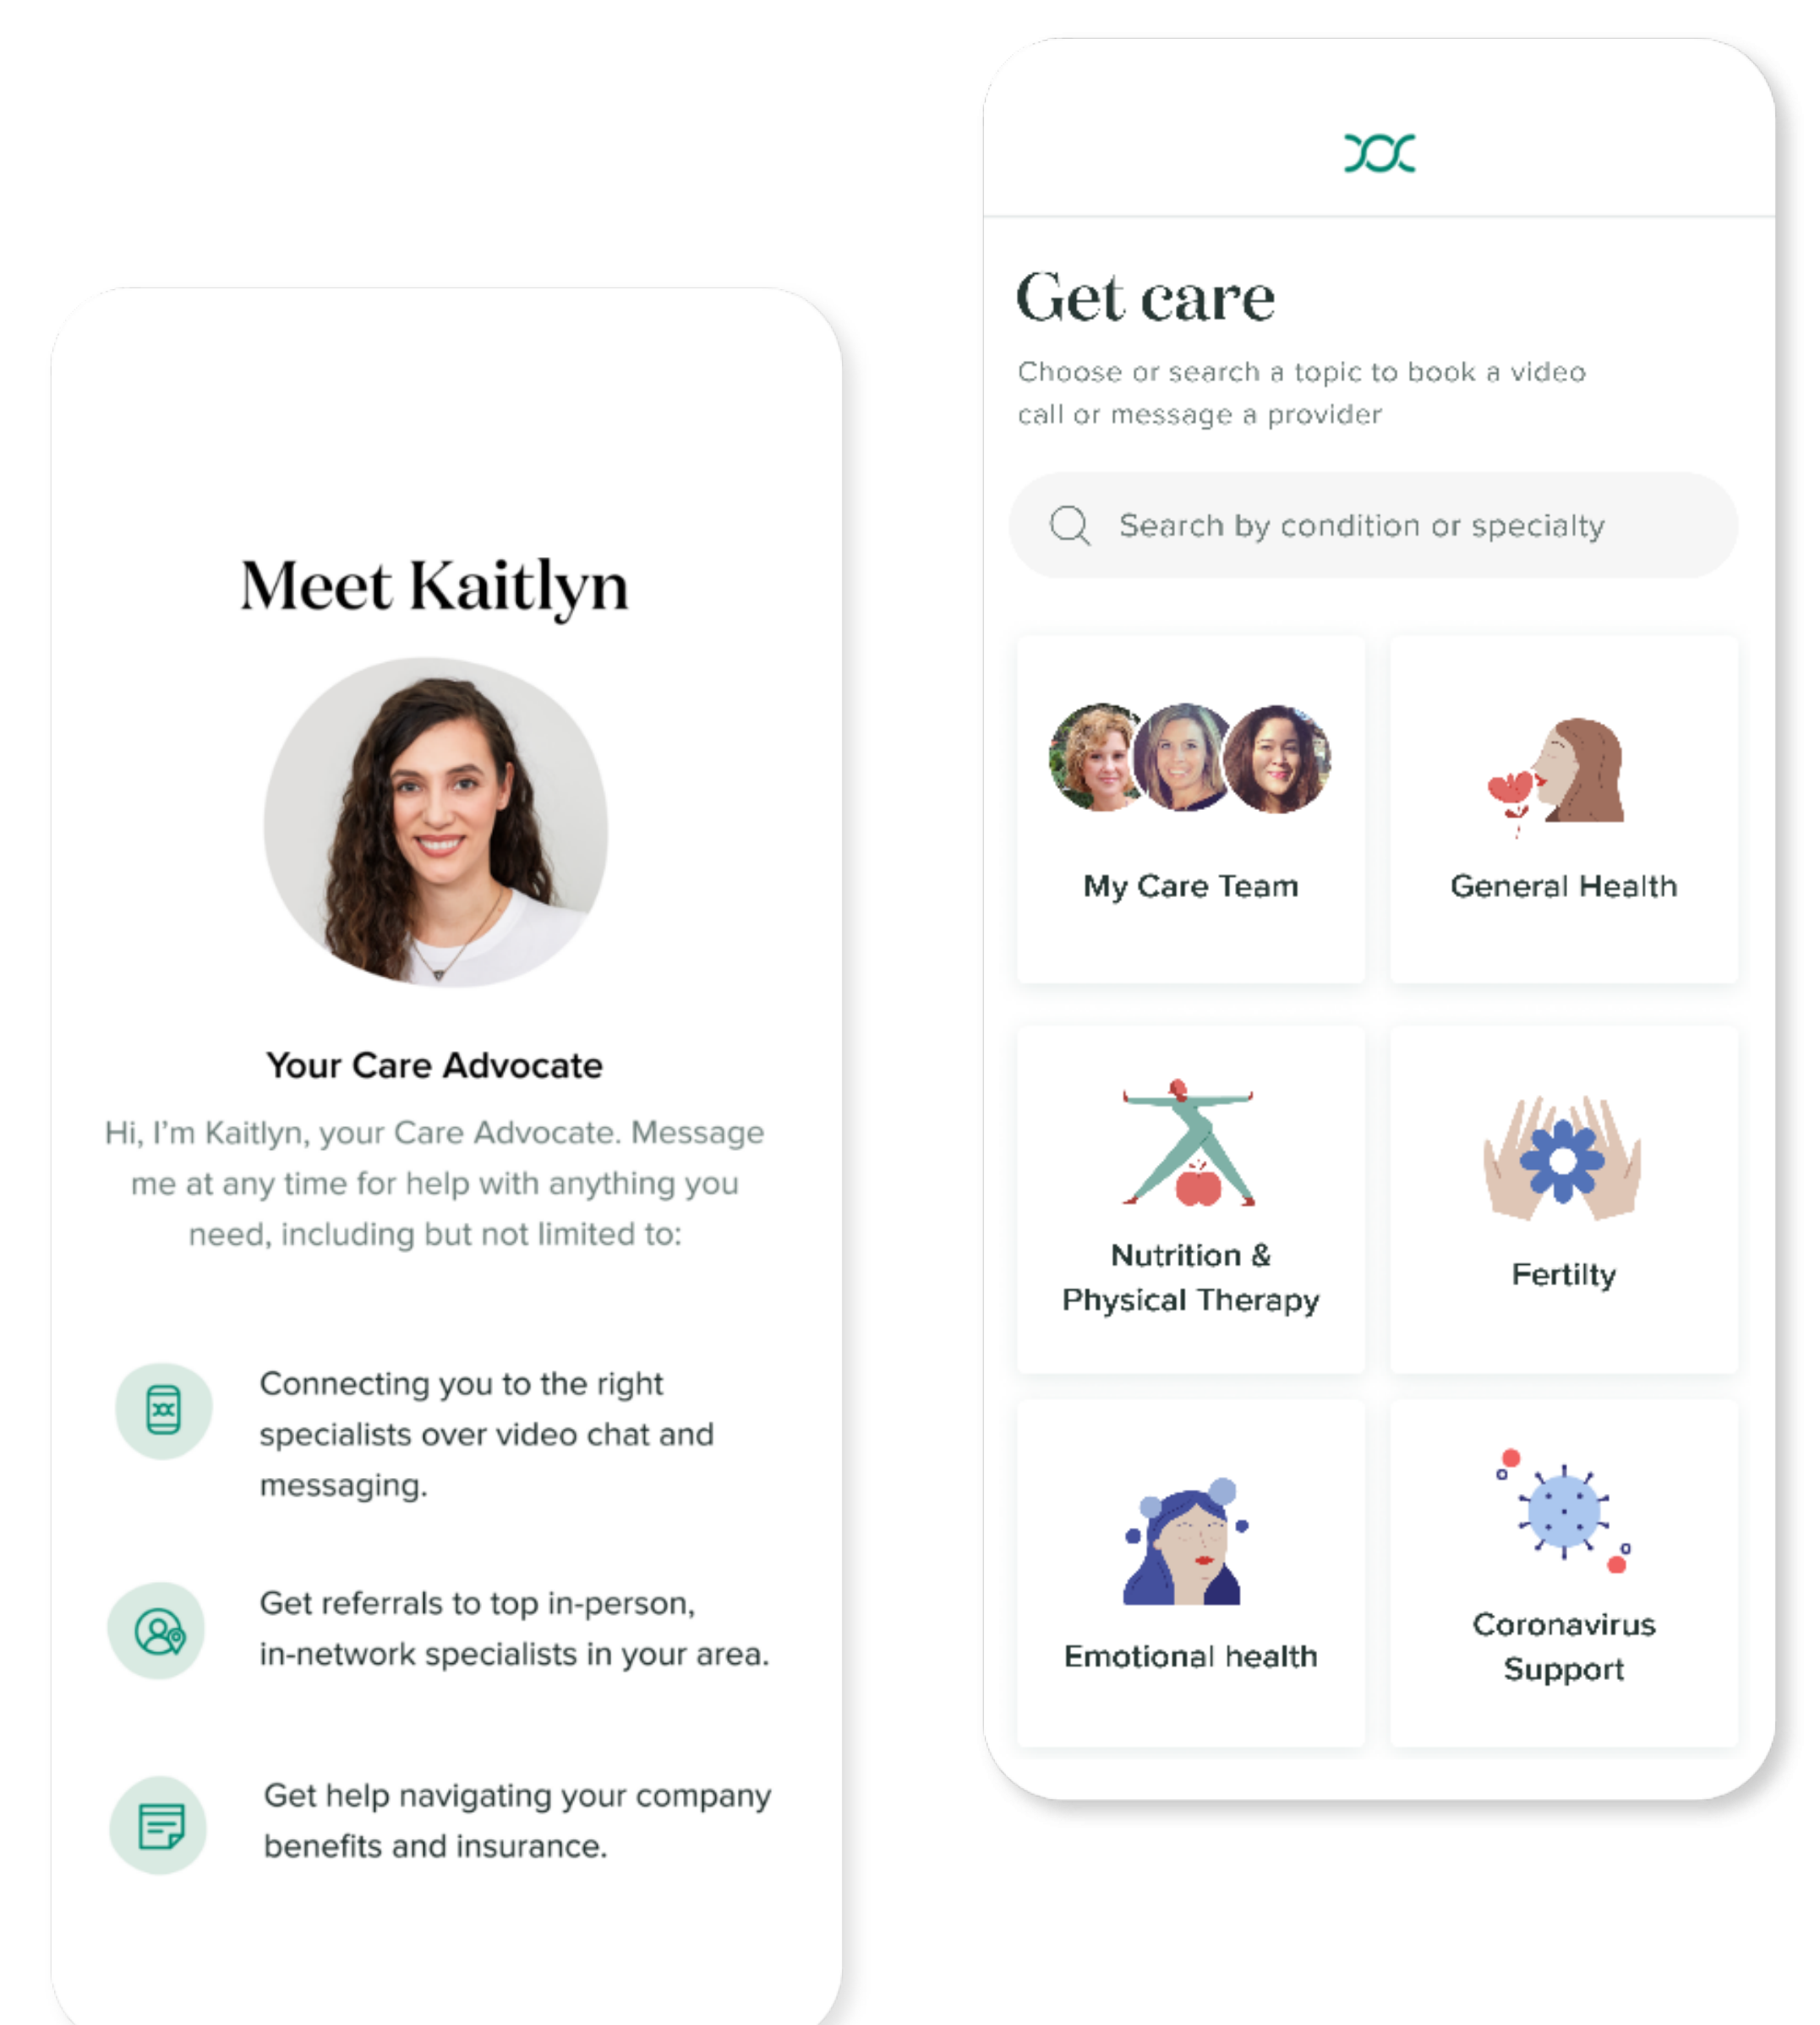 Meet Kaitlyn
Your Care Advocate
Hi, I'm Kaitlyn, your Care Advocate. Message
me at any time for help with anything you
need, including but not limited to:
Connecting you to the right
specialists over video chat and
messaging.
Get referrals to top in-person,
in-network specialists in your area.
Get help navigating your company
benefits and insurance.
Get care
Choose or search a topic to book a video
call or message a provider
Search by condition or specialty
My Care Team
General Health
Nutrition &
Physical Therapy
Fertilty
Emotional health
Coronavirus
Support